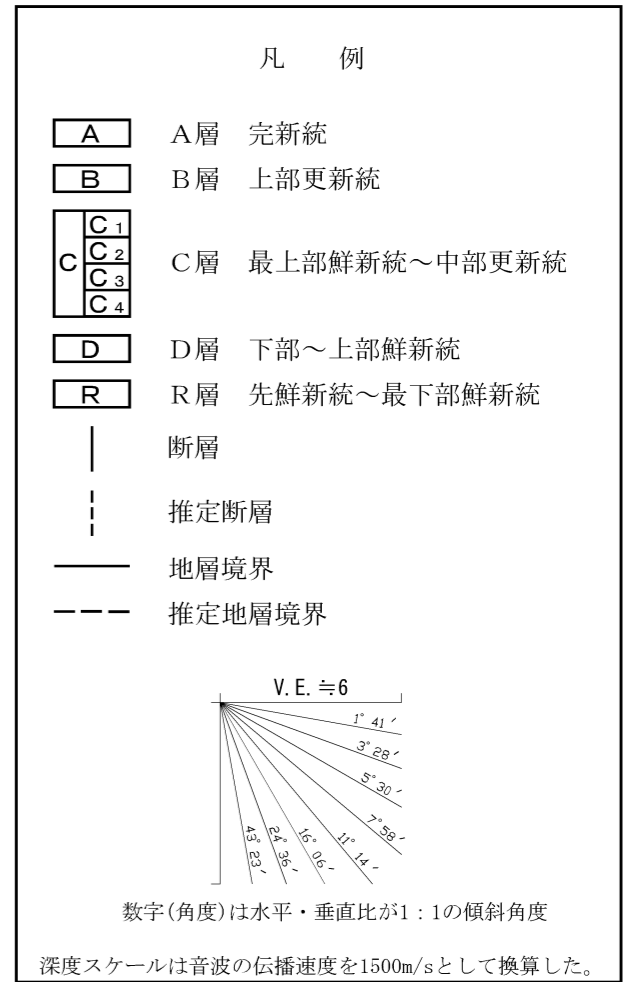 凡　例
A　A層　完新統
B　B層　上部更新統
C　C1　C2　C3　C4　C層　最上部鮮新統～中部更新統
D　D層　下部～上部鮮新統
R　R層　先鮮新統～最下部鮮新統
断層
推定断層
地層境界
推定地層境界
V.E.≒6
1°41′
3°28′
5°30′
7°58′
11°14′
16°06′
24°36′
43°23′
数字(角度)は水平・垂直比が1：1の傾斜角度
深度スケールは音波の伝播速度を1500m/sとして換算した。